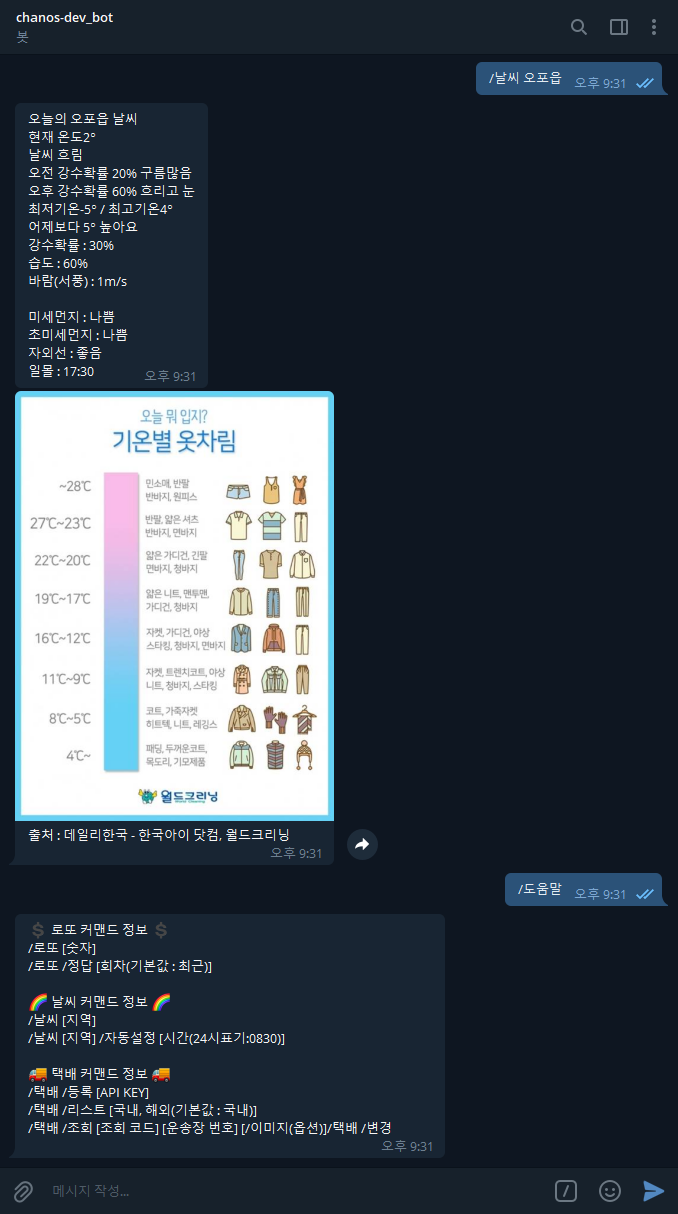 chanos-dev_bot
봇
/날씨 오포읍 오후 9:31
오늘의 오포읍 날씨
현재 온도2°
날씨 흐림
오전 강수확률 20% 구름많음
오후 강수확률 60% 흐리고 눈
최저기온-5° / 최고기온4°
어제보다 5° 높아요
강수확률 : 30%
습도 : 60%
바람(서풍) : 1m/s
미세먼지 : 나쁨
초미세먼지 : 나쁨
자외선 : 좋음
일몰 : 17:30 오후 9:31
오늘 뭐 입지?
기온별 옷차림
~28℃ 민소매, 반팔
반바지, 원피스
27℃~23℃ 반팔, 얇은 셔츠
반바지, 면바지
22℃~20℃ 얇은 가디건, 긴팔
면바지, 청바지
19℃~17℃ 얇은 니트, 맨투맨,
가디건, 청바지
16℃~12℃ 자켓, 가디건, 야상
스타킹, 청바지, 면바지
11℃~9℃ 자켓, 트렌치코트, 야상
니트, 청바지, 스타킹
8℃~5℃ 코트, 가죽자켓
히트텍, 니트, 레깅스
4℃~ 패딩, 두꺼운코트,
목도리, 기모제품
월드크리닝
출처 : 데일리한국 - 한국아이 닷컴, 월드크리닝
오후 9:31
/도움말 오후 9:31
💲 로또 커맨드 정보 💲
/로또 [숫자]
/로또 /정답 [회차(기본값 : 최근)]
🌈 날씨 커맨드 정보 🌈
/날씨 [지역]
/날씨 [지역] /자동설정 [시간(24시표기:0830)]
🚚 택배 커맨드 정보 🚚
/택배 /등록 [API KEY]
/택배 /리스트 [국내, 해외(기본값 : 국내)]
/택배 /조회 [조회 코드] [운송장 번호] [/이미지(옵션)]/택배 /변경
오후 9:31
메시지 작성...